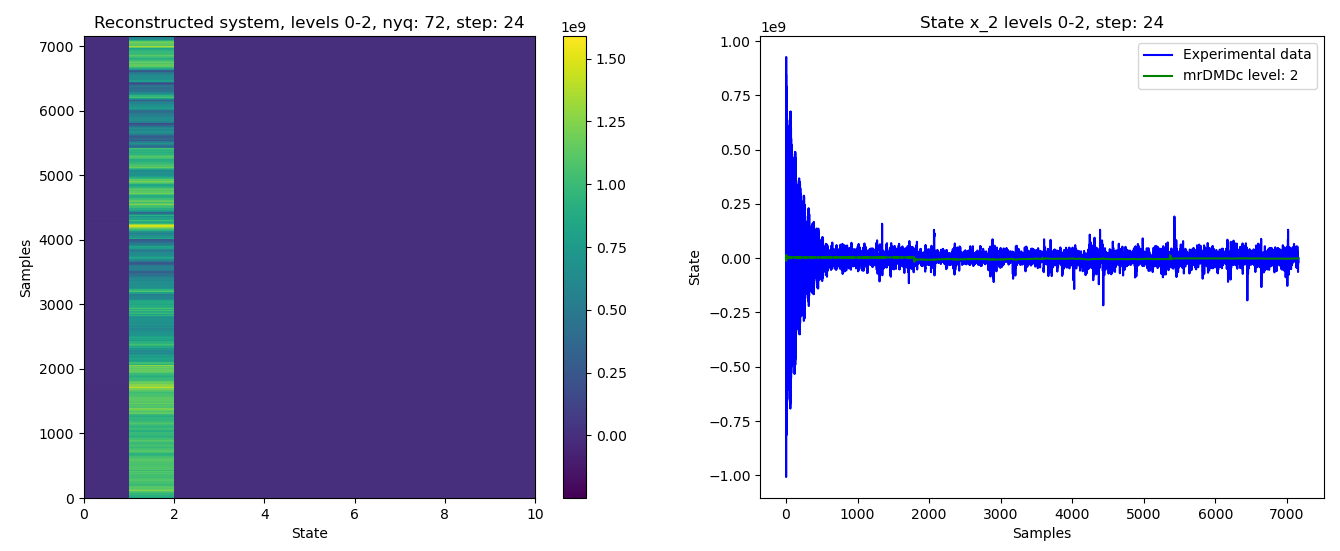 Reconstructed system, levels 0-2, nyq: 72, step: 24
1e9
7000
6000
5000
4000
3000
2000
1000
0
Samples
0 2 4 6 8 10
State
1.50
1.25
1.00
0.75
0.50
0.25
0.00
State x_2 levels 0-2, step: 24
1e9
Experimental data
mrDMDc level: 2
1.00
0.75
0.50
0.25
0.00
−0.25
−0.50
−0.75
−1.00
State
0 1000 2000 3000 4000 5000 6000 7000
Samples